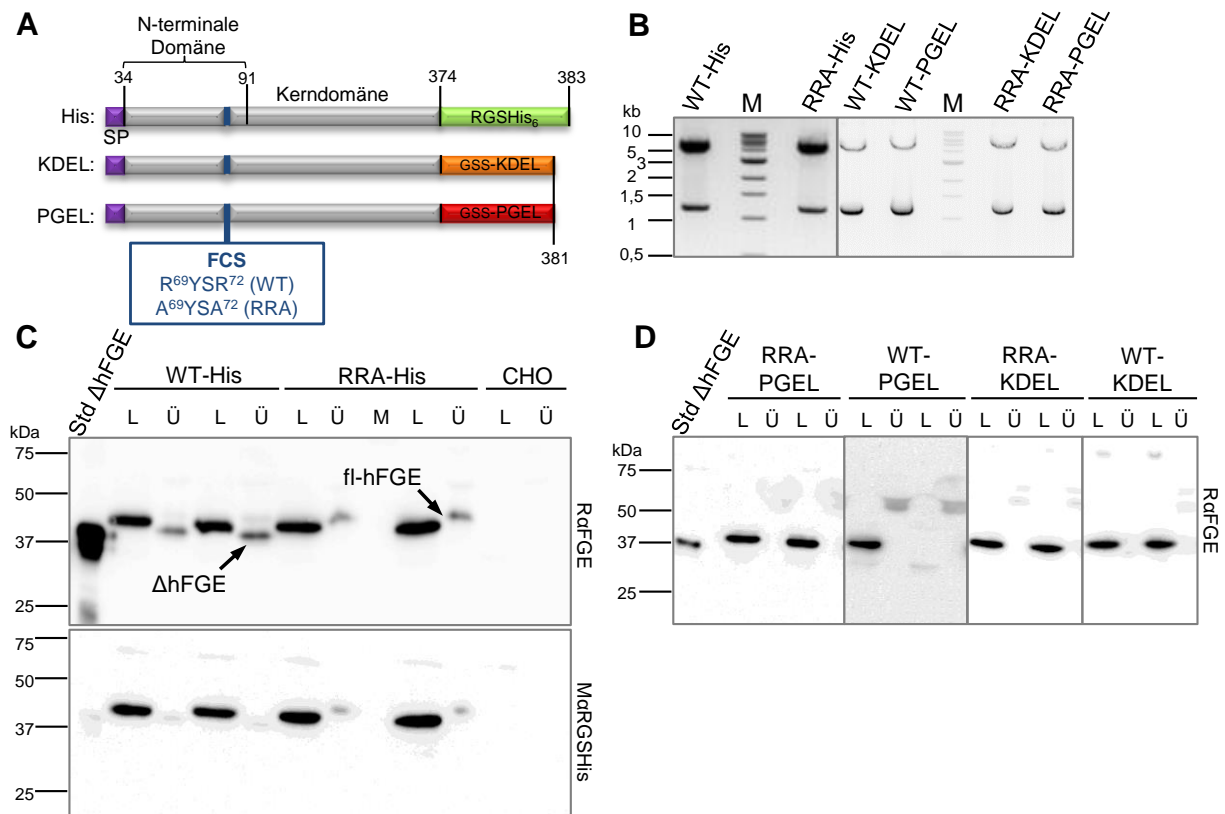 A
N-terminale
Domäne
34
91
374
383
His:
Kerndomäne
RGSHis₆
SP
KDEL:
GSS-KDEL
PGEL:
GSS-PGEL
381
FCS
R⁶⁹YSR⁷² (WT)
A⁶⁹YSA⁷² (RRA)
B
WT-His
M
RRA-His
WT-KDEL
WT-PGEL
M
RRA-KDEL
RRA-PGEL
kb
10
5
3
2
1,5
1
0,5
C
Std ΔhFGE
WT-His
RRA-His
CHO
L Ü L Ü L Ü M L Ü L Ü
kDa
75
50
37
25
fl-hFGE
ΔhFGE
RαFGE
75
50
37
25
MαRGSHis
D
Std ΔhFGE
RRA-
PGEL
WT-
PGEL
RRA-
KDEL
WT-
KDEL
L Ü L Ü L Ü L Ü L Ü L Ü L Ü L Ü
kDa
75
50
37
25
RαFGE